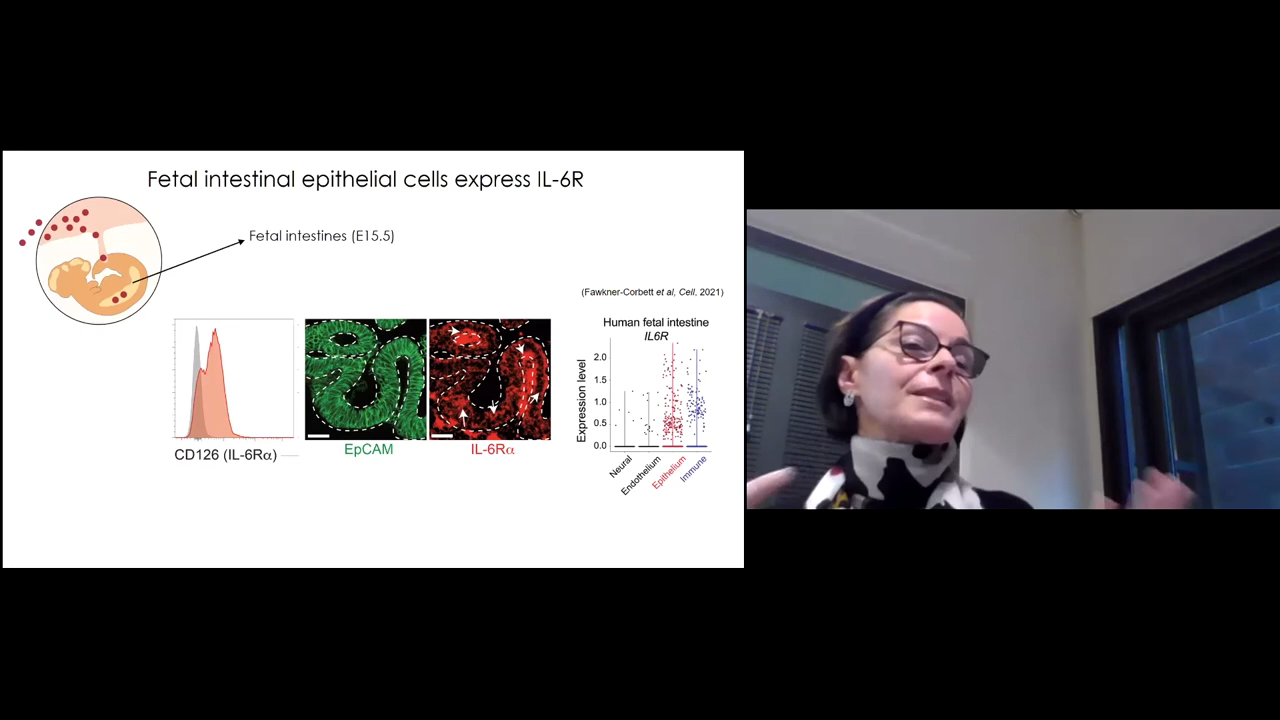 Fetal intestinal epithelial cells express IL-6R
Fetal intestines (E15.5)
(Fawkner-Corbett et al, Cell, 2021)
Human fetal intestine
IL6R
Expression level
2.0
1.5
1.0
0.5
0.0
Neural
Endothelium
Epithelium
Immune
CD126 (IL-6Rα)
EpCAM
IL-6Rα